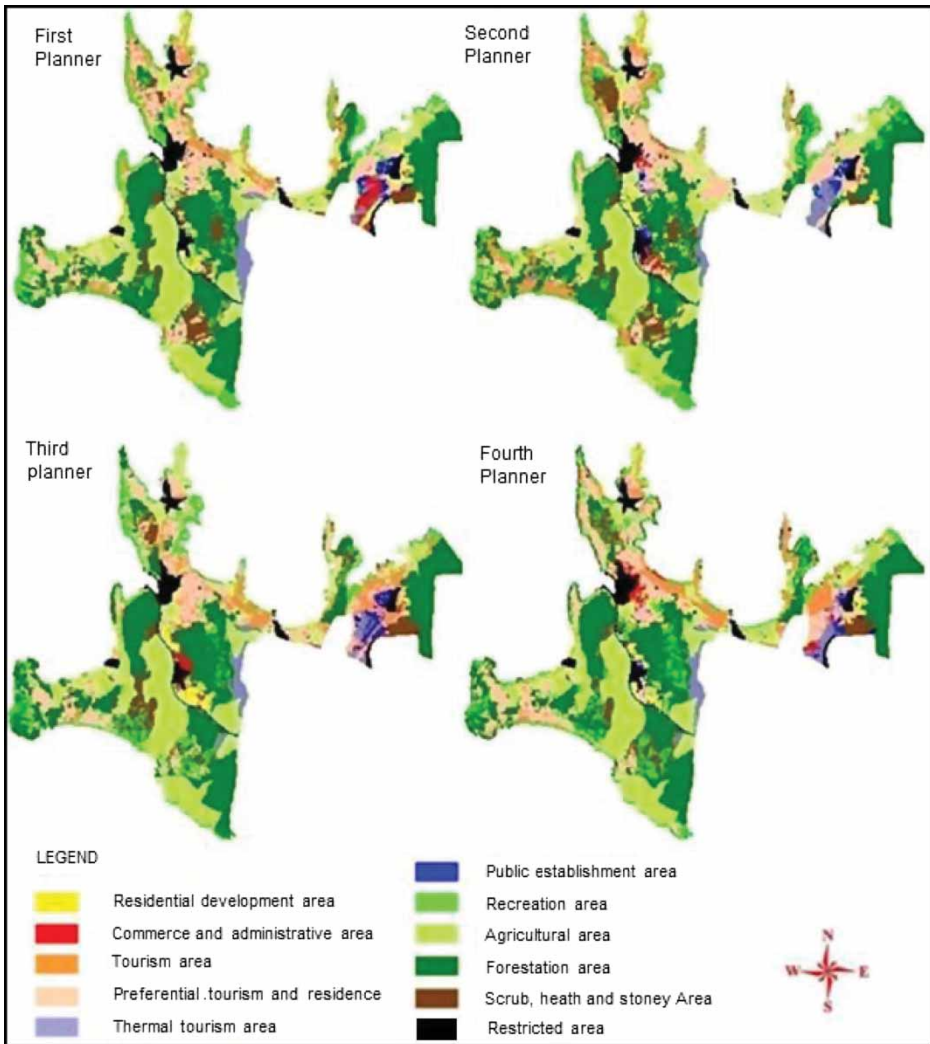 First
Planner
Second
Planner
Third
planner
Fourth
Planner
LEGEND
Residential development area
Commerce and administrative area
Tourism area
Preferential .tourism and residence
Thermal tourism area
Public establishment area
Recreation area
Agricultural area
Forestation area
Scrub, heath and stoney Area
Restricted area
N
W E
S